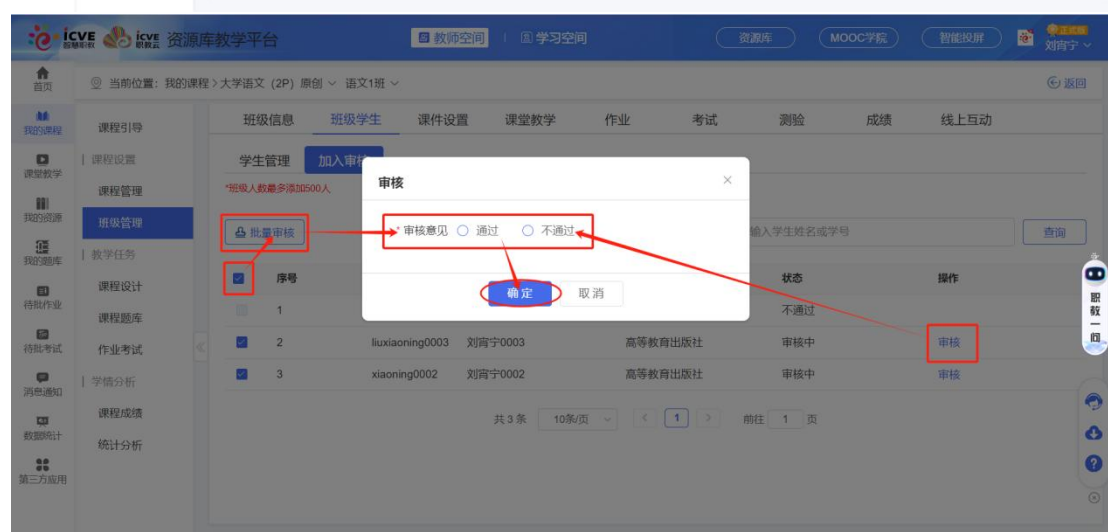 icve 智慧职教 icve 职教云 资源库教学平台 教师空间 学习空间 资源库 MOOC学院 智能投屏 正式版 刘宵宁
首页 当前位置：我的课程 > 大学语文 (2P) 原创 语文1班 返回
我的课程 课程引导 班级信息 班级学生 课件设置 课堂教学 作业 考试 测验 成绩 线上互动
课堂教学 课程设置 学生管理 加入审核
课程管理 *班级人数最多添加500人
审核 ×
我的资源 班级管理 批量审核 * 审核意见 通过 不通过 输入学生姓名或学号 查询
我的题库 教学任务
待批作业 课程设计 序号 状态 操作
确定 取消
课程题库 1 不通过
待批考试 作业考试 2 liuxiaoning0003 刘宵宁0003 高等教育出版社 审核中 审核
消息通知 学情分析 3 xiaoning0002 刘宵宁0002 高等教育出版社 审核中 审核
数据统计 课程成绩 共 3 条 10条/页 < 1 > 前往 1 页
统计分析
第三方应用
职教一问